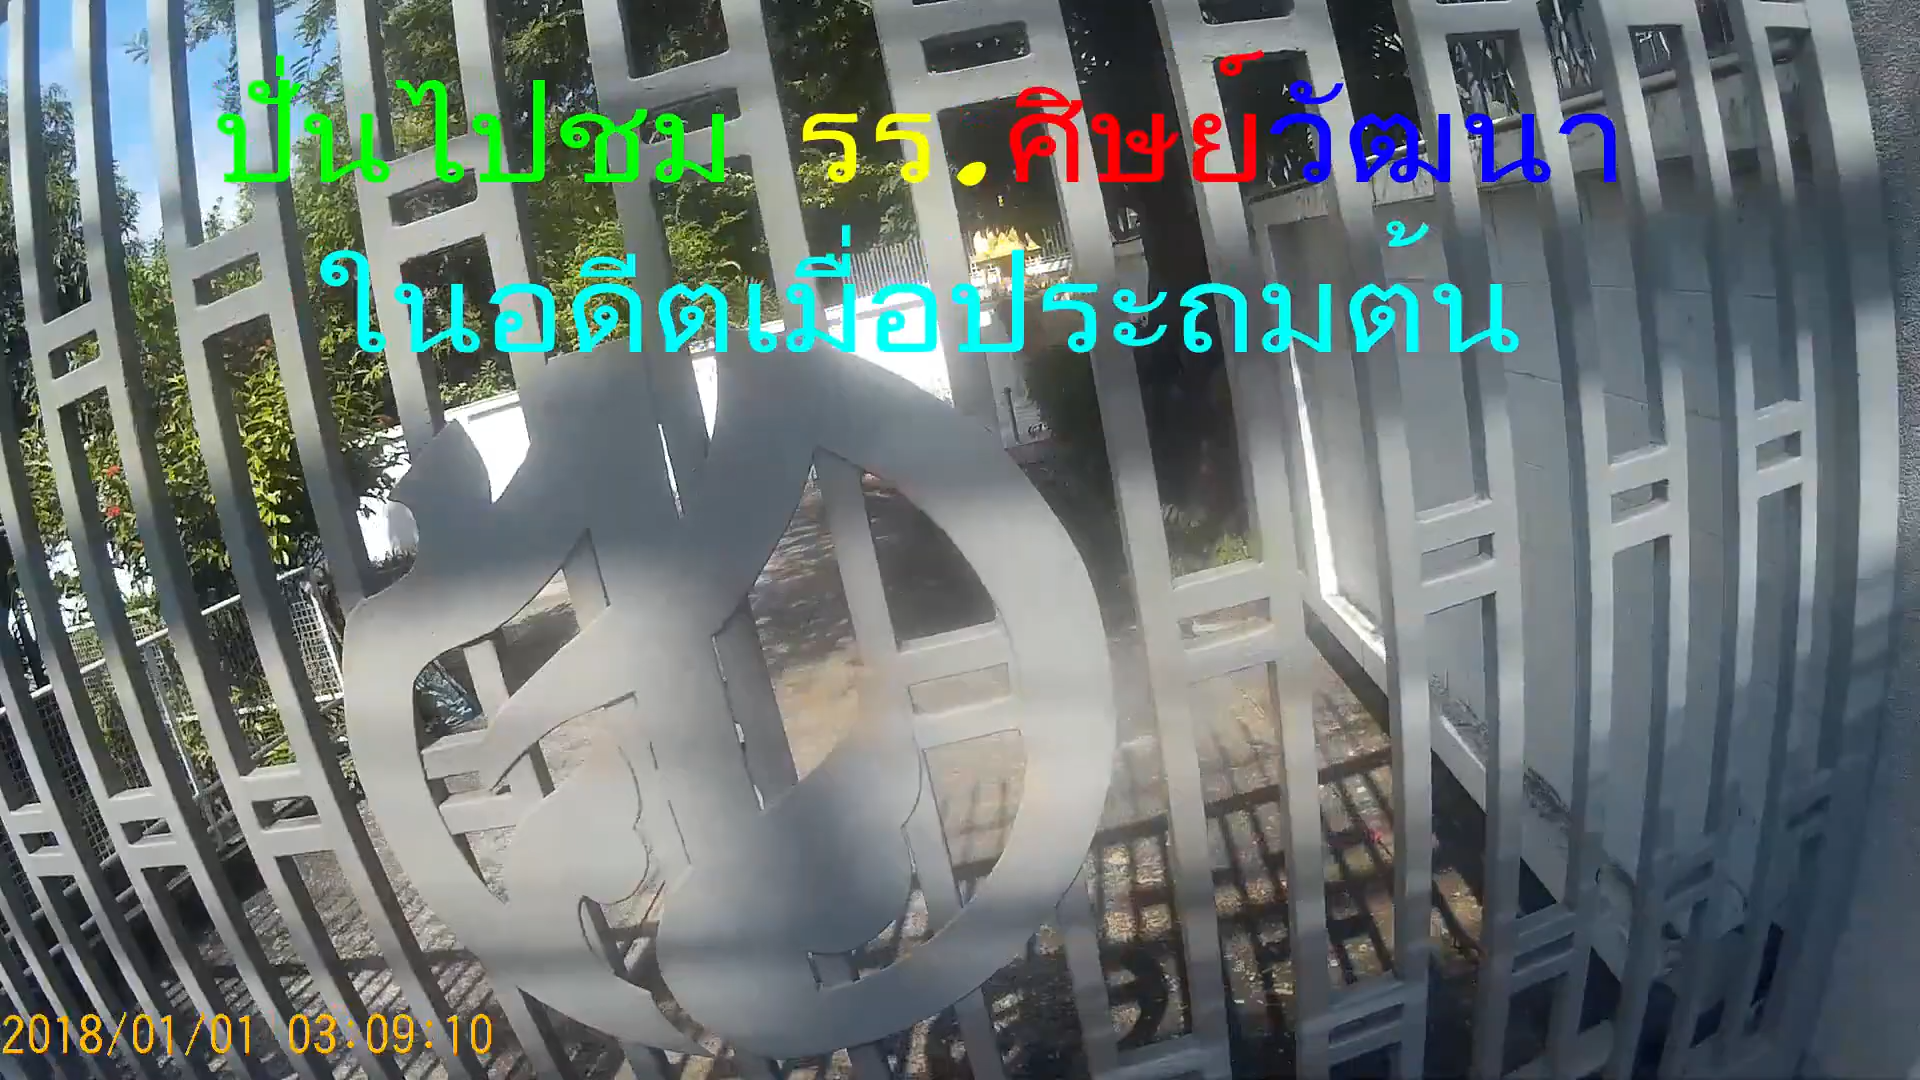 ปั่นไปชม รร.ศิษย์วัฒนา
ในอดีตเมื่อประถมต้น
2018/01/01 03:09:10